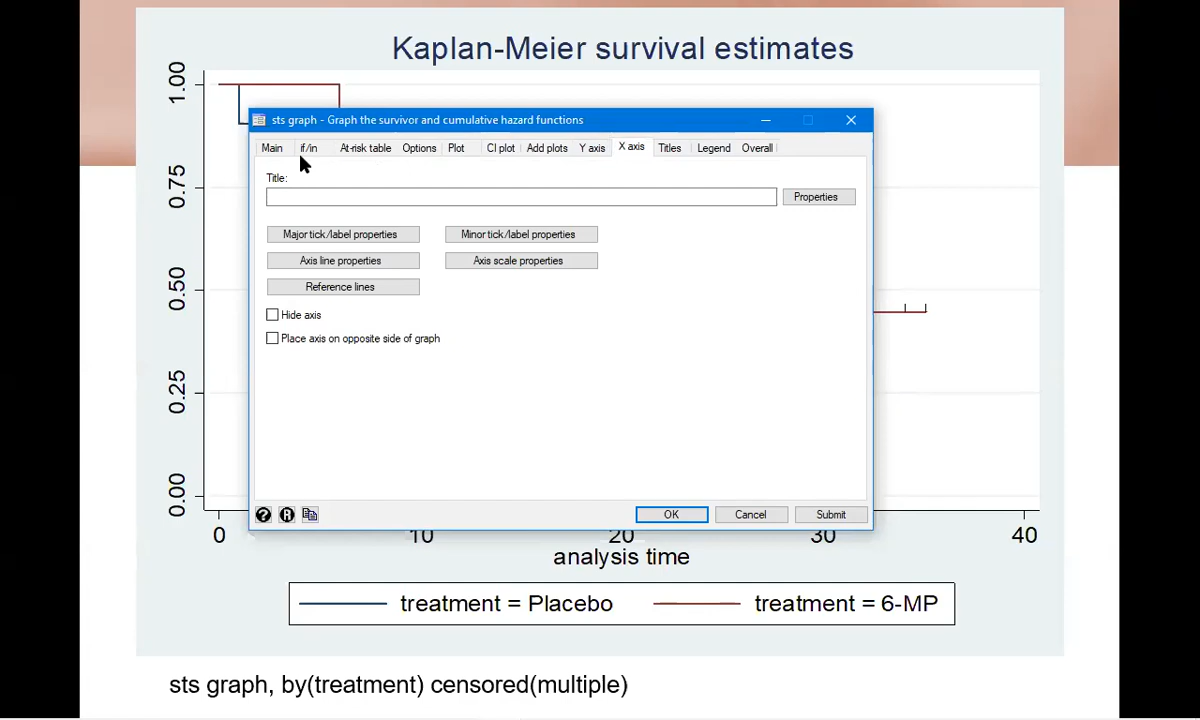 Kaplan-Meier survival estimates
1.00
0.75
0.50
0.25
0.00
sts graph - Graph the survivor and cumulative hazard functions
Main if/in At-risk table Options Plot CI plot Add plots Y axis X axis Titles Legend Overall
Title:
Properties
Major tick/label properties Minor tick/label properties
Axis line properties Axis scale properties
Reference lines
Hide axis
Place axis on opposite side of graph
OK Cancel Submit
0 10 20 30 40
analysis time
treatment = Placebo treatment = 6-MP
sts graph, by(treatment) censored(multiple)